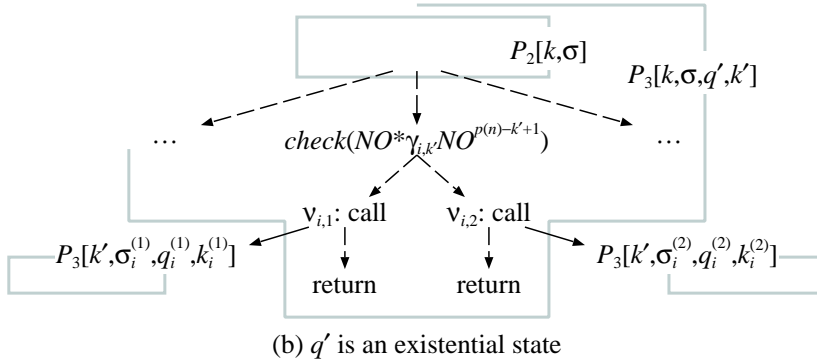 P₂[k,σ]
P₃[k,σ,q′,k′]
… check(NO*γᵢ,ₖ′NO^{p(n)−k′+1}) …
νᵢ,₁: call νᵢ,₂: call
P₃[k′,σᵢ⁽¹⁾,qᵢ⁽¹⁾,kᵢ⁽¹⁾] P₃[k′,σᵢ⁽²⁾,qᵢ⁽²⁾,kᵢ⁽²⁾]
return return
(b) q′ is an existential state